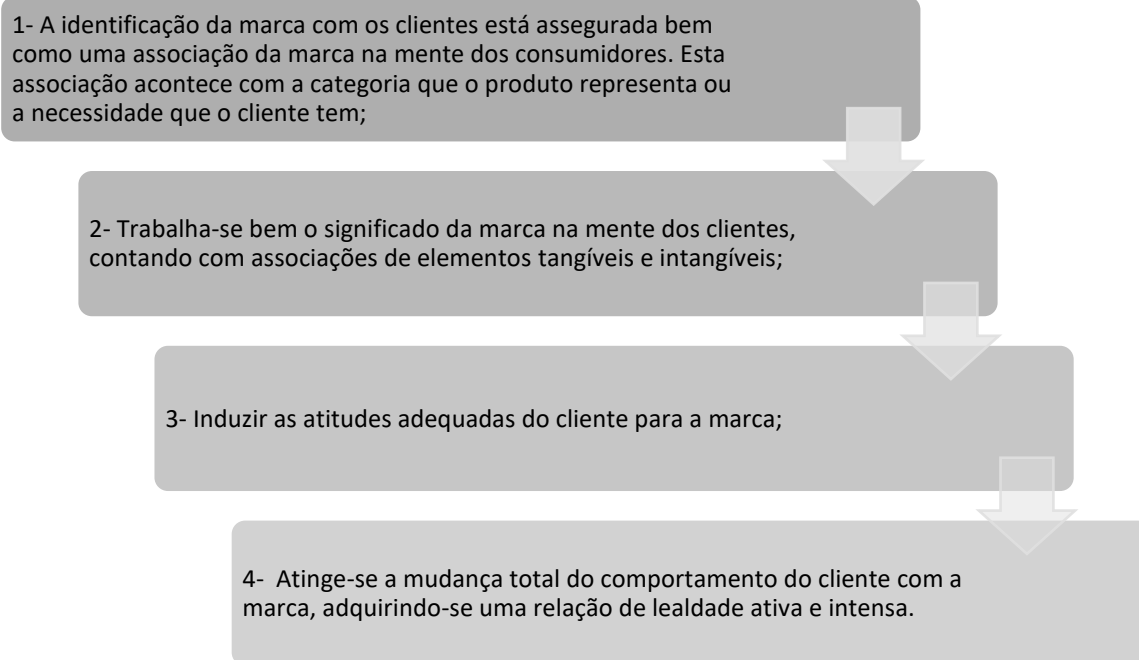 1- A identificação da marca com os clientes está assegurada bem
como uma associação da marca na mente dos consumidores. Esta
associação acontece com a categoria que o produto representa ou
a necessidade que o cliente tem;
2- Trabalha-se bem o significado da marca na mente dos clientes,
contando com associações de elementos tangíveis e intangíveis;
3- Induzir as atitudes adequadas do cliente para a marca;
4- Atinge-se a mudança total do comportamento do cliente com a
marca, adquirindo-se uma relação de lealdade ativa e intensa.